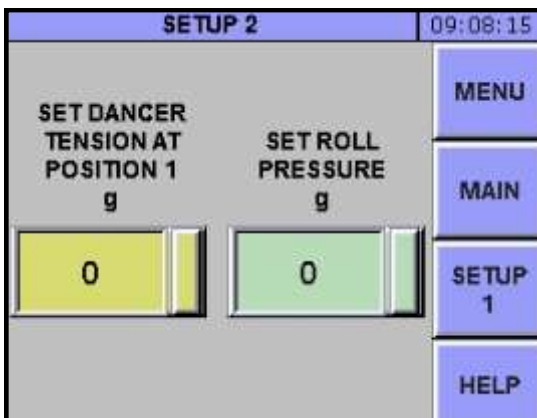 SETUP 2
09:08:15
SET DANCER
TENSION AT
POSITION 1
g
0
SET ROLL
PRESSURE
g
0
MENU
MAIN
SETUP
1
HELP